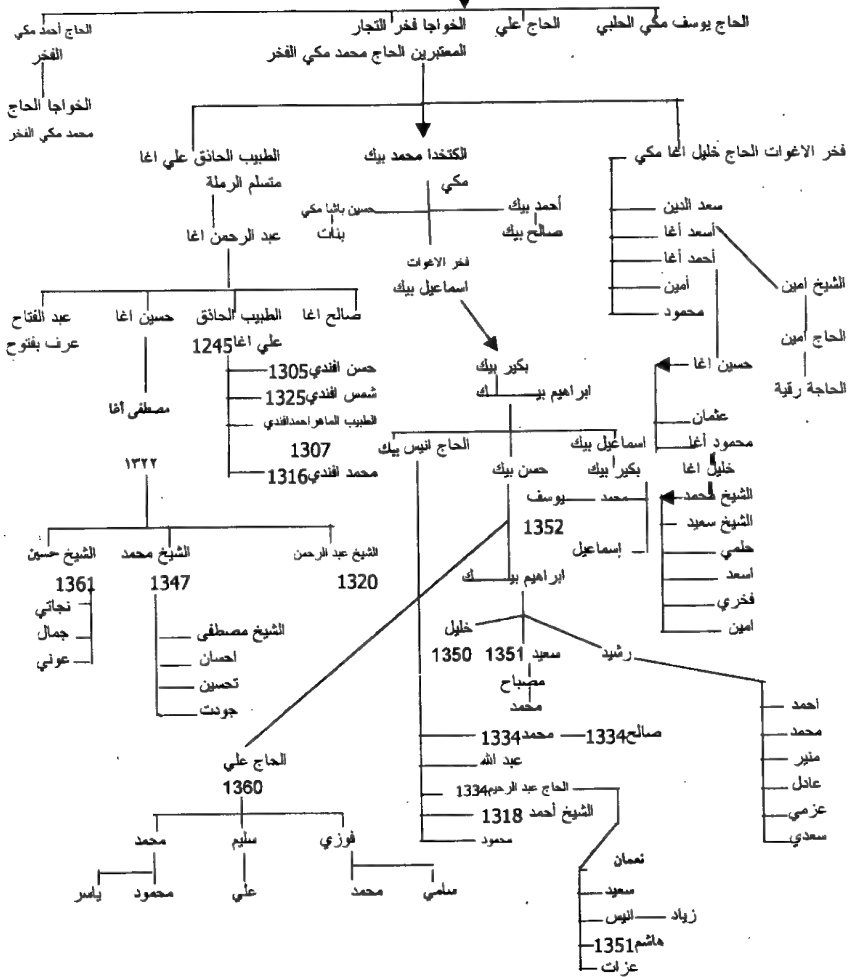 الحاج يوسف مكي الحلبي
الحاج علي
الخواجا فخر التجار
المعتبرين الحاج محمد مكي الفخر
الحاج أحمد مكي
الفخر
الخواجا الحاج
محمد مكي الفخر
فخر الاغوات الحاج خليل اغا مكي
الكتخدا محمد بيك
مكي
الطبيب الحاذق علي اغا
متسلم الرملة
سعد الدين
أسعد أغا
أحمد أغا
أمين
محمود
الشيخ امين
الحاج امين
الحاجة رقية
أحمد بيك
صالح بيك
حسين باشا مكي
بنات
عبد الرحمن اغا
فخر الاغوات
اسماعيل بيك
صالح اغا
الطبيب الحاذق
علي اغا 1245
حسين اغا
عبد الفتاح
عرف بفتوح
حسن افندي 1305
شمس افندي 1325
الطبيب الماهر احمد افندي
1307
محمد افندي 1316
مصطفى أغا
١٣٢٢
بكير بيك
ابراهيم بيك
حسين اغا
عثمان
محمود أغا
خليل اغا
الشيخ محمد
الشيخ سعيد
حلمي
اسعد
فخري
امين
اسماعيل بيك
بكير بيك
الحاج انيس بيك
حسن بيك
محمد
يوسف
1352
إسماعيل
ابراهيم بيك
الشيخ عبد الرحمن
1320
الشيخ محمد
1347
الشيخ حسين
1361
نجاتي
جمال
عوني
الشيخ مصطفى
احسان
تحسين
جودت
رشيد
سعيد 1351
خليل
1350
مصباح
محمد
احمد
محمد
منير
عادل
عزمي
سعدي
صالح 1334
محمد 1334
عبد الله
الحاج عبد الرحيم 1334
الشيخ أحمد 1318
محمود
الحاج علي
1360
فوزي
سليم
محمد
سامي
محمد
علي
محمود
ياسر
نعمان
سعيد
زياد
انيس
هاشم 1351
عزات